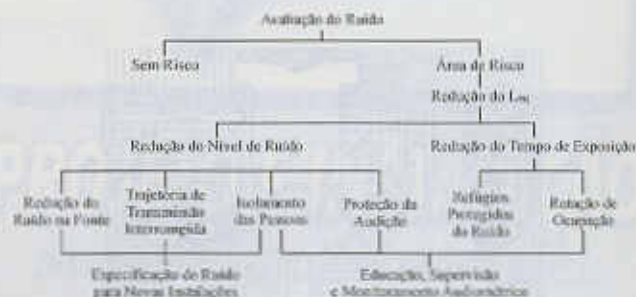 Avaliação do Ruído
Sem Risco
Área de Risco
Redução do Leq
Redução do Nível de Ruído
Redução do Tempo de Exposição
Redução do
Ruído na Fonte
Trajetória de
Transmissão
Interrompida
Isolamento
das Pessoas
Proteção da
Audição
Refúgios
Protegidos
do Ruído
Rotação de
Ocupação
Especificação de Ruído
para Novas Instalações
Educação, Supervisão
e Monitoramento Audiométrico